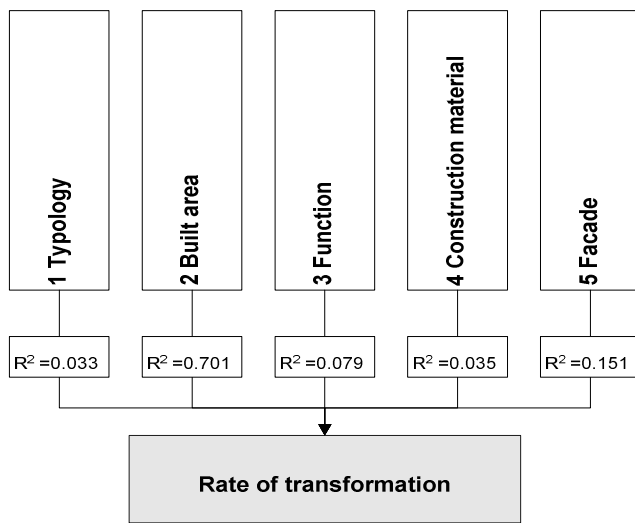 1 Typology
2 Built area
3 Function
4 Construction material
5 Facade
R² =0.033
R² =0.701
R² =0.079
R² =0.035
R² =0.151
Rate of transformation